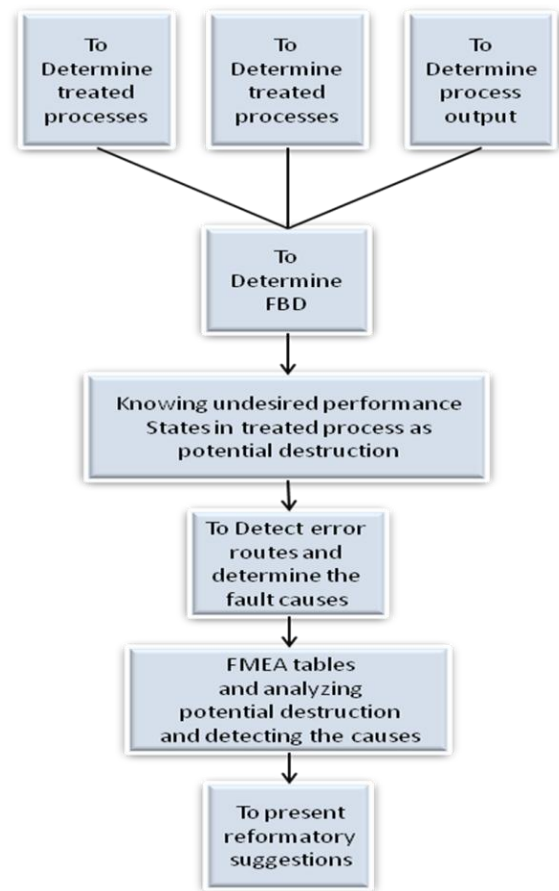 To
Determine
treated
processes
To
Determine
treated
processes
To
Determine
process
output
To
Determine
FBD
Knowing undesired performance
States in treated process as
potential destruction
To Detect error
routes and
determine the
fault causes
FMEA tables
and analyzing
potential destruction
and detecting the causes
To present
reformatory
suggestions